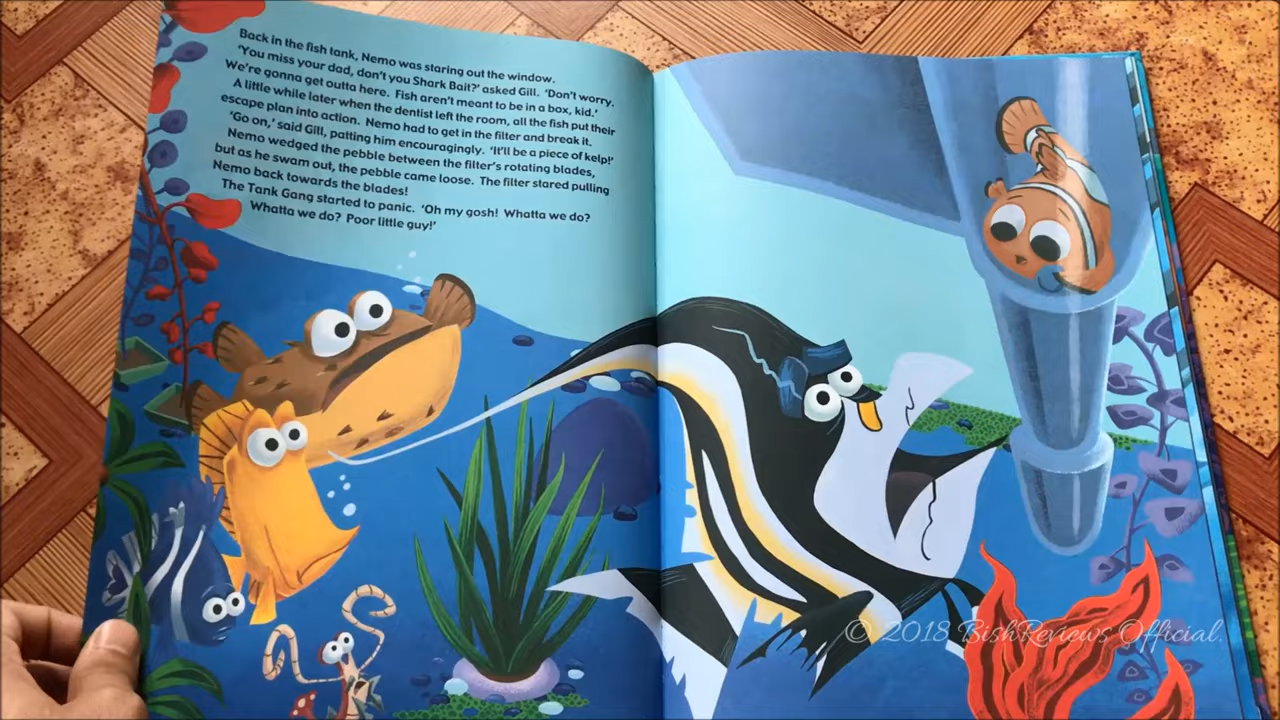 Back in the fish tank, Nemo was staring out the window.
'You miss your dad, don't you Shark Bait?' asked Gill. 'Don't worry.
We're gonna get outta here. Fish aren't meant to be in a box, kid.'
A little while later when the dentist left the room, all the fish put their
escape plan into action. Nemo had to get in the filter and break it.
'Go on,' said Gill, patting him encouragingly. 'It'll be a piece of kelp!'
Nemo wedged the pebble between the filter's rotating blades,
but as he swam out, the pebble came loose. The filter stared pulling
Nemo back towards the blades!
The Tank Gang started to panic. 'Oh my gosh! Whatta we do?
Whatta we do? Poor little guy!'
© 2018 BishReviews Official.